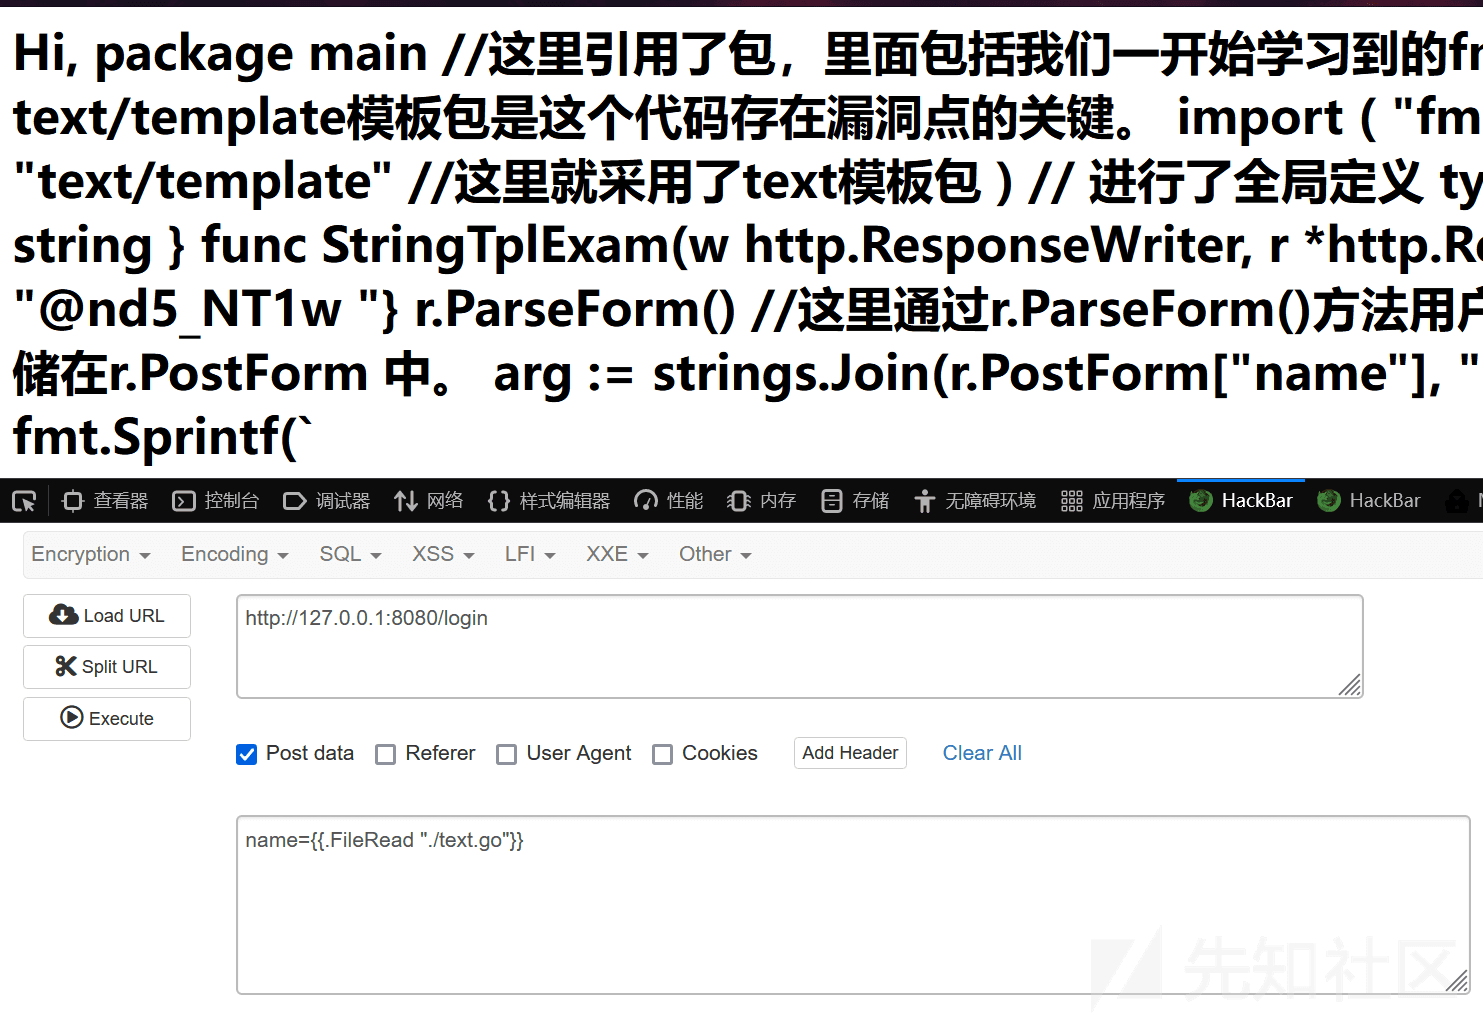 Hi, package main //这里引用了包，里面包括我们一开始学习到的
text/template模板包是这个代码存在漏洞点的关键。 import ( "fm
"text/template" //这里就采用了text模板包 ) // 进行了全局定义 ty
string } func StringTplExam(w http.ResponseWriter, r *http.R
"@nd5_NT1w "} r.ParseForm() //这里通过r.ParseForm()方法用户
储在r.PostForm 中。 arg := strings.Join(r.PostForm["name"], "
fmt.Sprintf(`
查看器 控制台 调试器 网络 {} 样式编辑器 性能 内存 存储 无障碍环境 应用程序 HackBar HackBar
Encryption Encoding SQL XSS LFI XXE Other
Load URL
http://127.0.0.1:8080/login
Split URL
Execute
Post data Referer User Agent Cookies Add Header Clear All
name={{.FileRead "./text.go"}}
先知社区